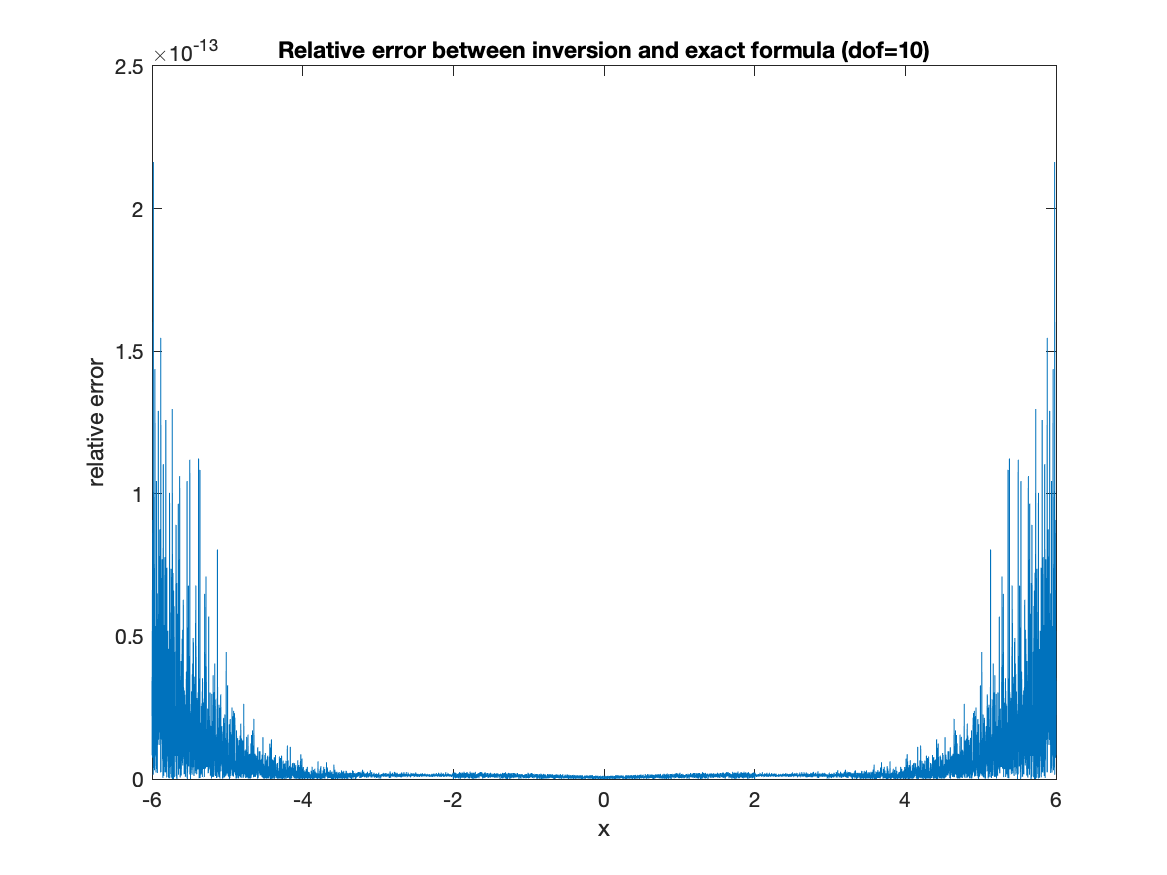 ×10-13
Relative error between inversion and exact formula (dof=10)
2.5
2
1.5
1
0.5
0
relative error
-6 -4 -2 0 2 4 6
x